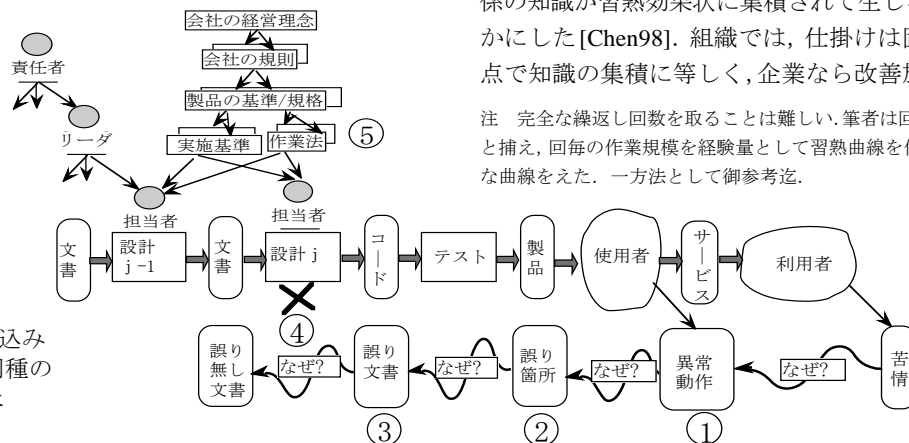 係の知識が習熟効果状に集積されて生じ
かにした[Chen98]. 組織では, 仕掛けは
点で知識の集積に等しく, 企業なら改善
注 完全な繰返し回数を取ることは難しい. 筆者は回
と捕え, 回毎の作業規模を経験量として習熟曲線を
な曲線をえた. 一方法として御参考迄.
会社の経営理念
会社の規則
製品の基準/規格
実施基準
作業法
⑤
責任者
リーダ
担当者
担当者
文書
設計
j-1
文書
設計 j
コード
テスト
製品
使用者
サービス
利用者
④
込み
同種の
誤り
無し
文書
なぜ?
誤り
文書
なぜ?
誤り
箇所
なぜ?
異常
動作
なぜ?
苦情
③
②
①